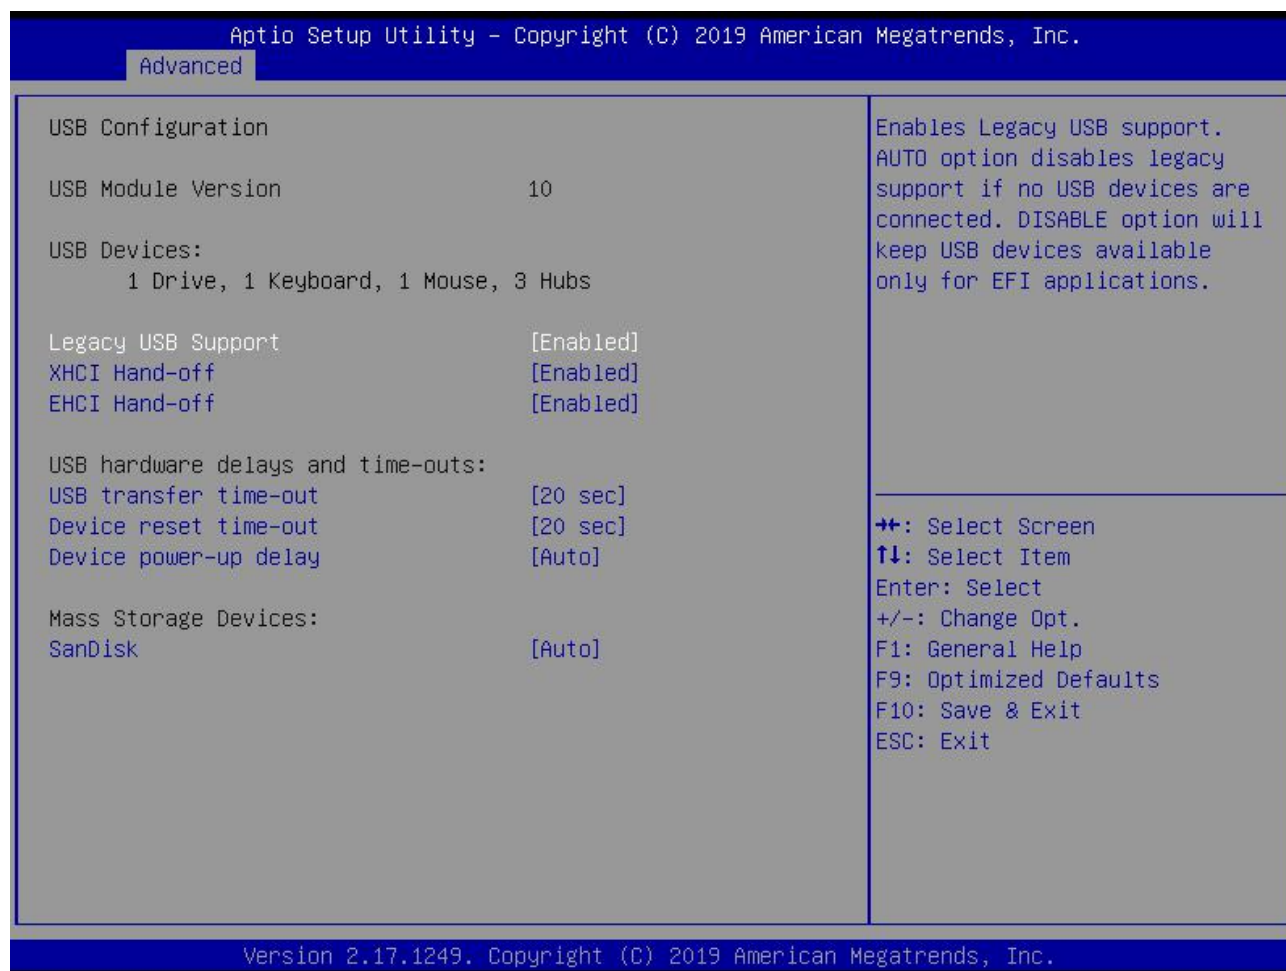 Aptio Setup Utility – Copyright (C) 2019 American Megatrends, Inc.
Advanced
USB Configuration
USB Module Version 10
USB Devices:
1 Drive, 1 Keyboard, 1 Mouse, 3 Hubs
Legacy USB Support [Enabled]
XHCI Hand-off [Enabled]
EHCI Hand-off [Enabled]
USB hardware delays and time-outs:
USB transfer time-out [20 sec]
Device reset time-out [20 sec]
Device power-up delay [Auto]
Mass Storage Devices:
SanDisk [Auto]
Enables Legacy USB support.
AUTO option disables legacy
support if no USB devices are
connected. DISABLE option will
keep USB devices available
only for EFI applications.
→←: Select Screen
↑↓: Select Item
Enter: Select
+/-: Change Opt.
F1: General Help
F9: Optimized Defaults
F10: Save & Exit
ESC: Exit
Version 2.17.1249. Copyright (C) 2019 American Megatrends, Inc.